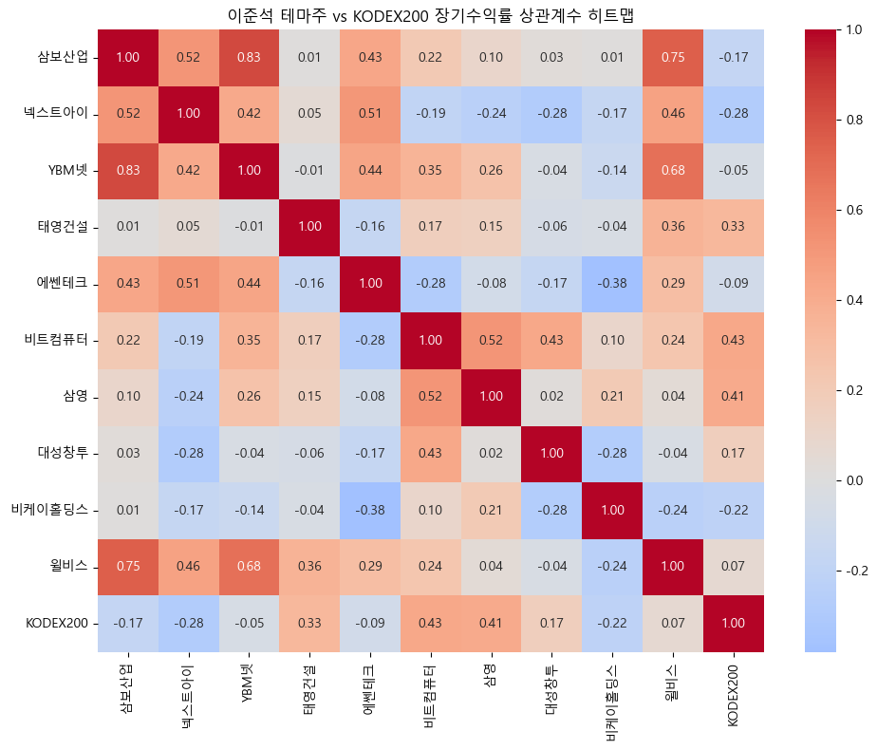 이준석 테마주 vs KODEX200 장기수익률 상관계수 히트맵
삼보산업 1.00 0.52 0.83 0.01 0.43 0.22 0.10 0.03 0.01 0.75 -0.17
넥스트아이 0.52 1.00 0.42 0.05 0.51 -0.19 -0.24 -0.28 -0.17 0.46 -0.28
YBM넷 0.83 0.42 1.00 -0.01 0.44 0.35 0.26 -0.04 -0.14 0.68 -0.05
태영건설 0.01 0.05 -0.01 1.00 -0.16 0.17 0.15 -0.06 -0.04 0.36 0.33
에쎈테크 0.43 0.51 0.44 -0.16 1.00 -0.28 -0.08 -0.17 -0.38 0.29 -0.09
비트컴퓨터 0.22 -0.19 0.35 0.17 -0.28 1.00 0.52 0.43 0.10 0.24 0.43
삼영 0.10 -0.24 0.26 0.15 -0.08 0.52 1.00 0.02 0.21 0.04 0.41
대성창투 0.03 -0.28 -0.04 -0.06 -0.17 0.43 0.02 1.00 -0.28 -0.04 0.17
비케이홀딩스 0.01 -0.17 -0.14 -0.04 -0.38 0.10 0.21 -0.28 1.00 -0.24 -0.22
윌비스 0.75 0.46 0.68 0.36 0.29 0.24 0.04 -0.04 -0.24 1.00 0.07
KODEX200 -0.17 -0.28 -0.05 0.33 -0.09 0.43 0.41 0.17 -0.22 0.07 1.00
삼보산업 넥스트아이 YBM넷 태영건설 에쎈테크 비트컴퓨터 삼영 대성창투 비케이홀딩스 윌비스 KODEX200
1.0
0.8
0.6
0.4
0.2
0.0
-0.2